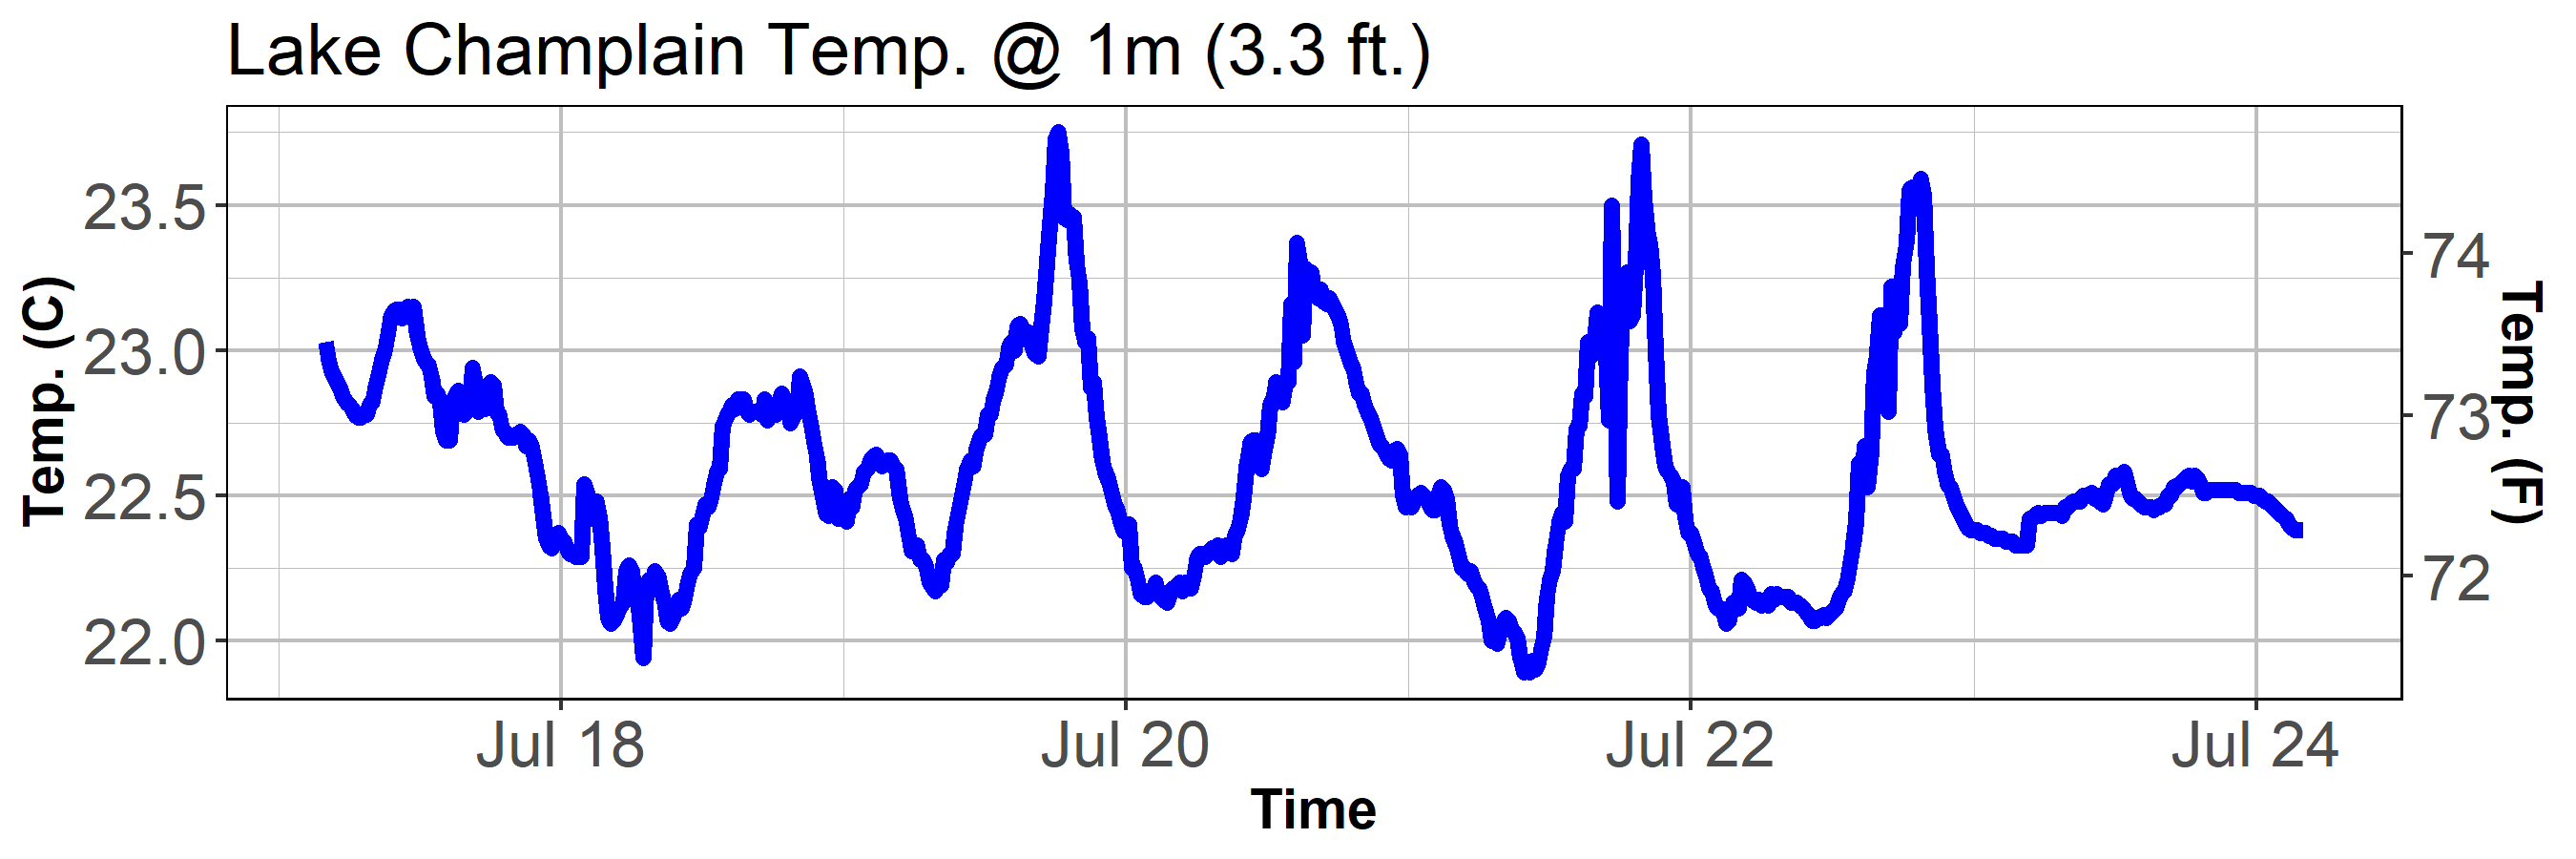 Lake Champlain Temp. @ 1m (3.3 ft.)
Temp. (C)
23.5
23.0
22.5
22.0
74
73
72
Temp. (F)
Jul 18 Jul 20 Jul 22 Jul 24
Time